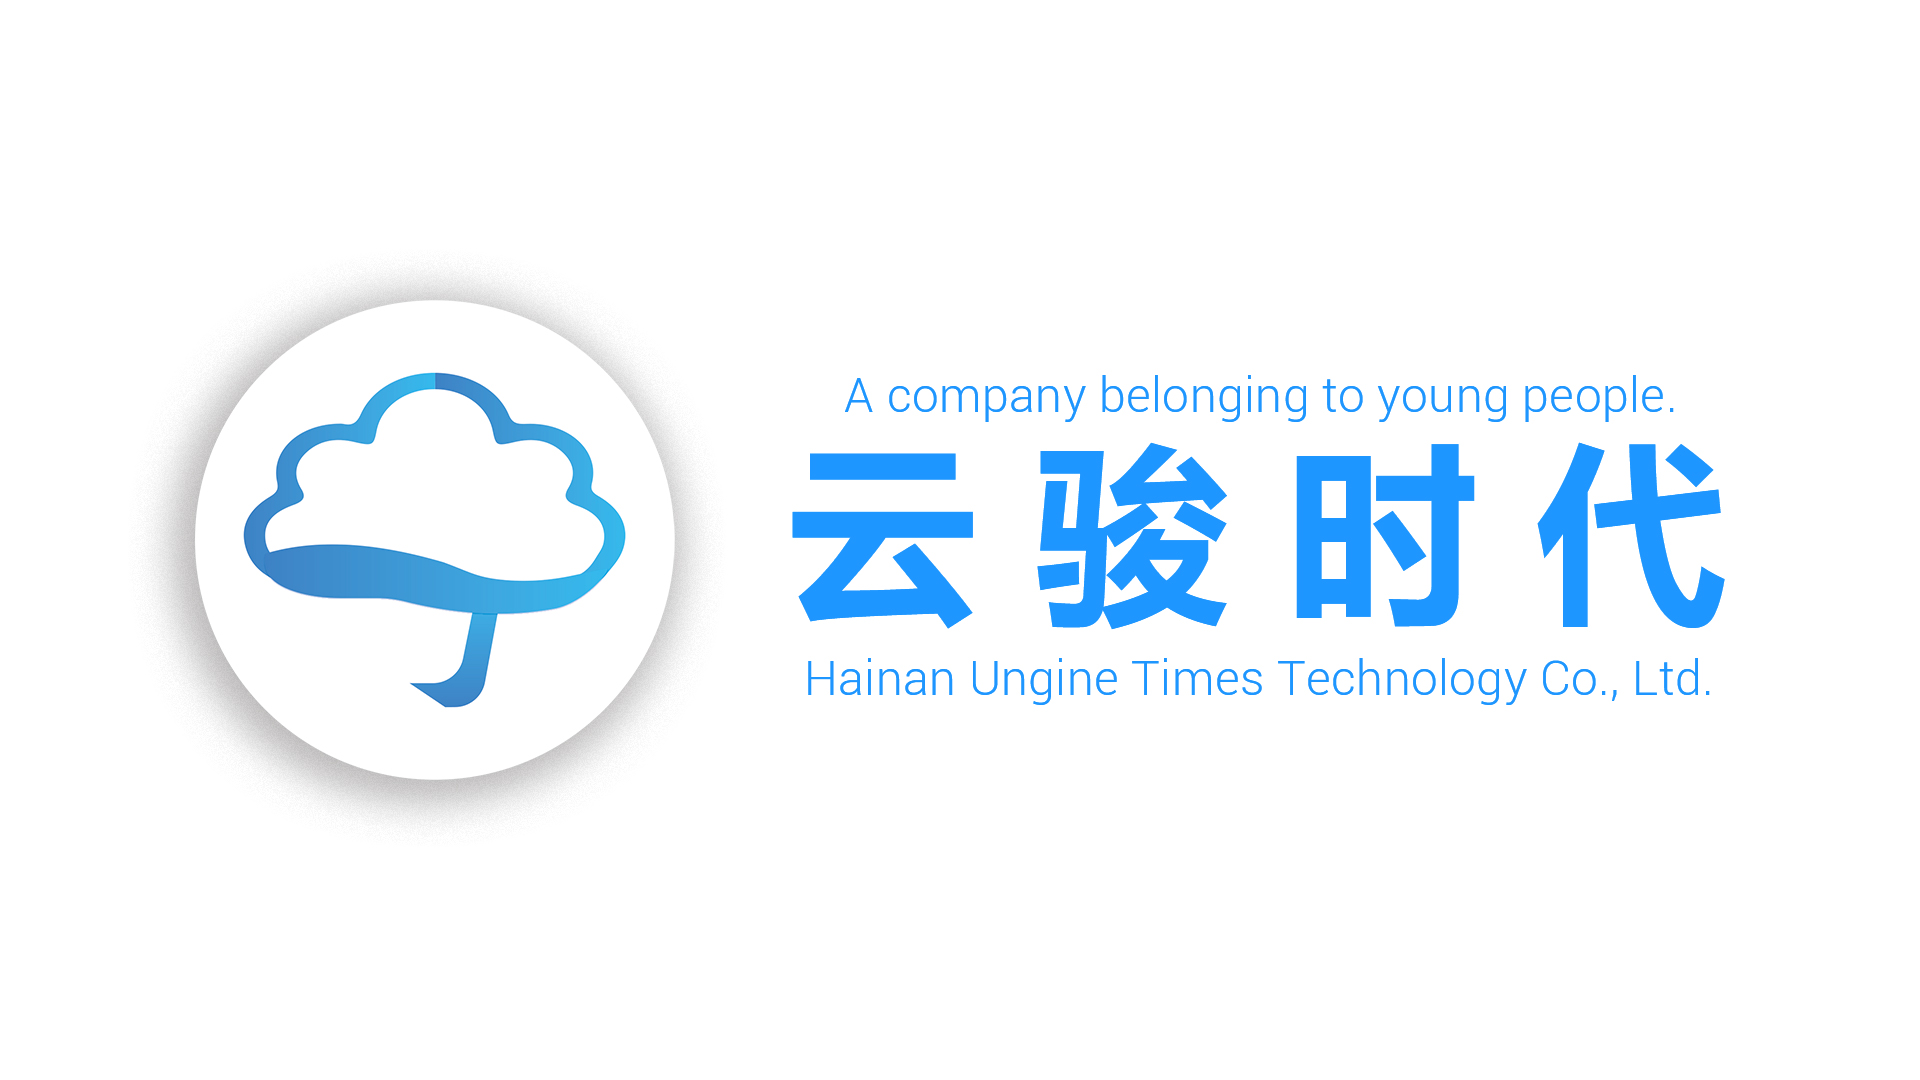 A company belonging to young people.
云骏时代
Hainan Ungine Times Technology Co., Ltd.